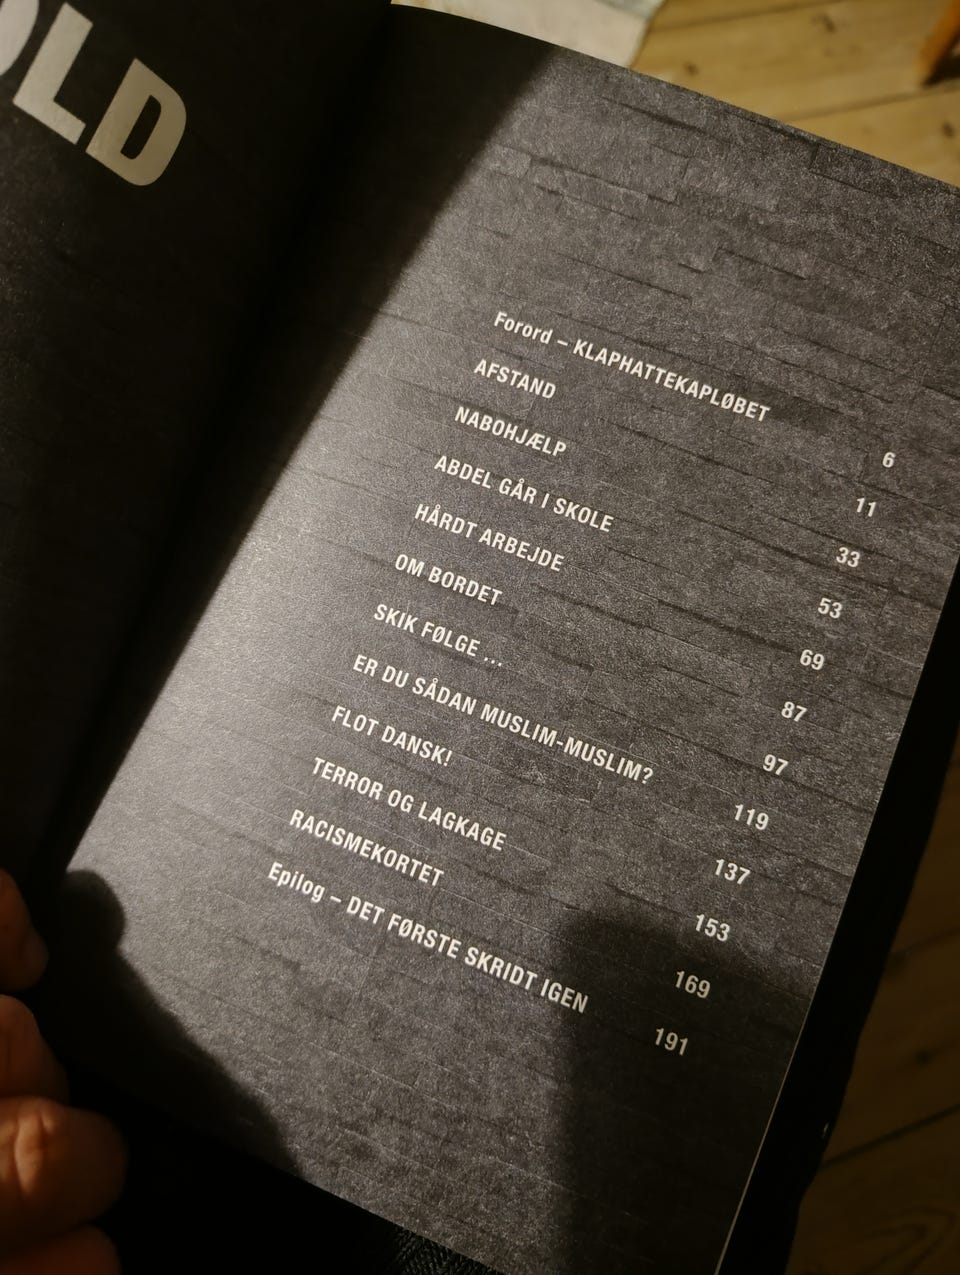 OLD
Forord – KLAPHATTEKAPLØBET 6
AFSTAND 11
NABOHJÆLP 33
ABDEL GÅR I SKOLE 53
HÅRDT ARBEJDE 69
OM BORDET 87
SKIK FØLGE ... 97
ER DU SÅDAN MUSLIM-MUSLIM? 119
FLOT DANSK! 137
TERROR OG LAGKAGE 153
RACISMEKORTET 169
Epilog – DET FØRSTE SKRIDT IGEN 191